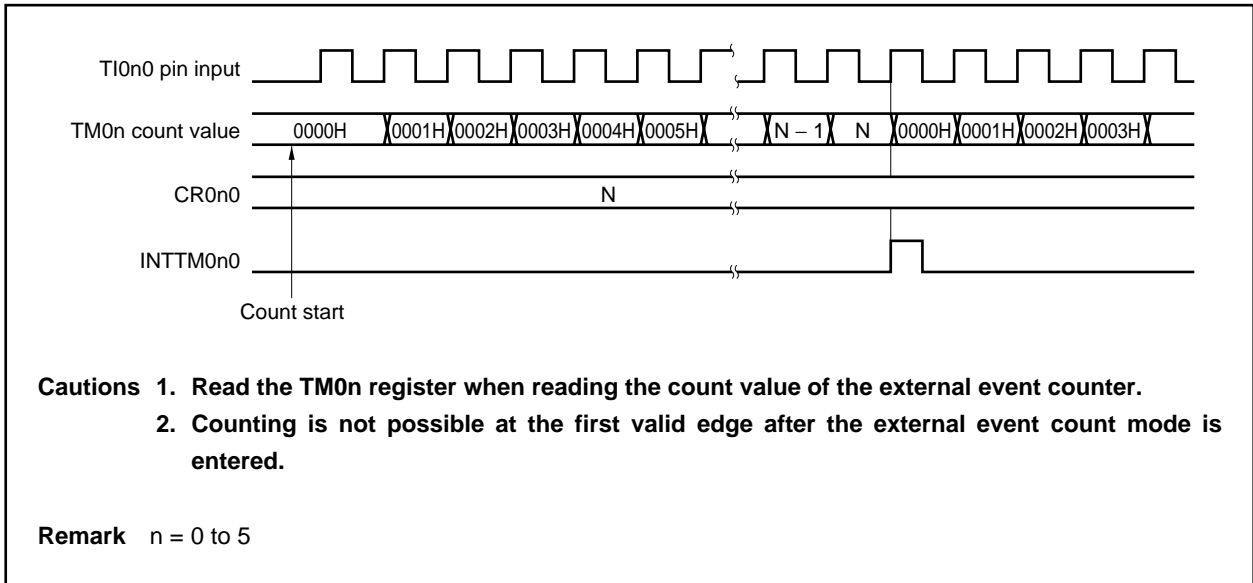 TI0n0 pin input
TM0n count value 0000H 0001H 0002H 0003H 0004H 0005H N − 1 N 0000H 0001H 0002H 0003H
CR0n0 N
INTTM0n0
Count start
Cautions 1. Read the TM0n register when reading the count value of the external event counter.
2. Counting is not possible at the first valid edge after the external event count mode is
entered.
Remark n = 0 to 5